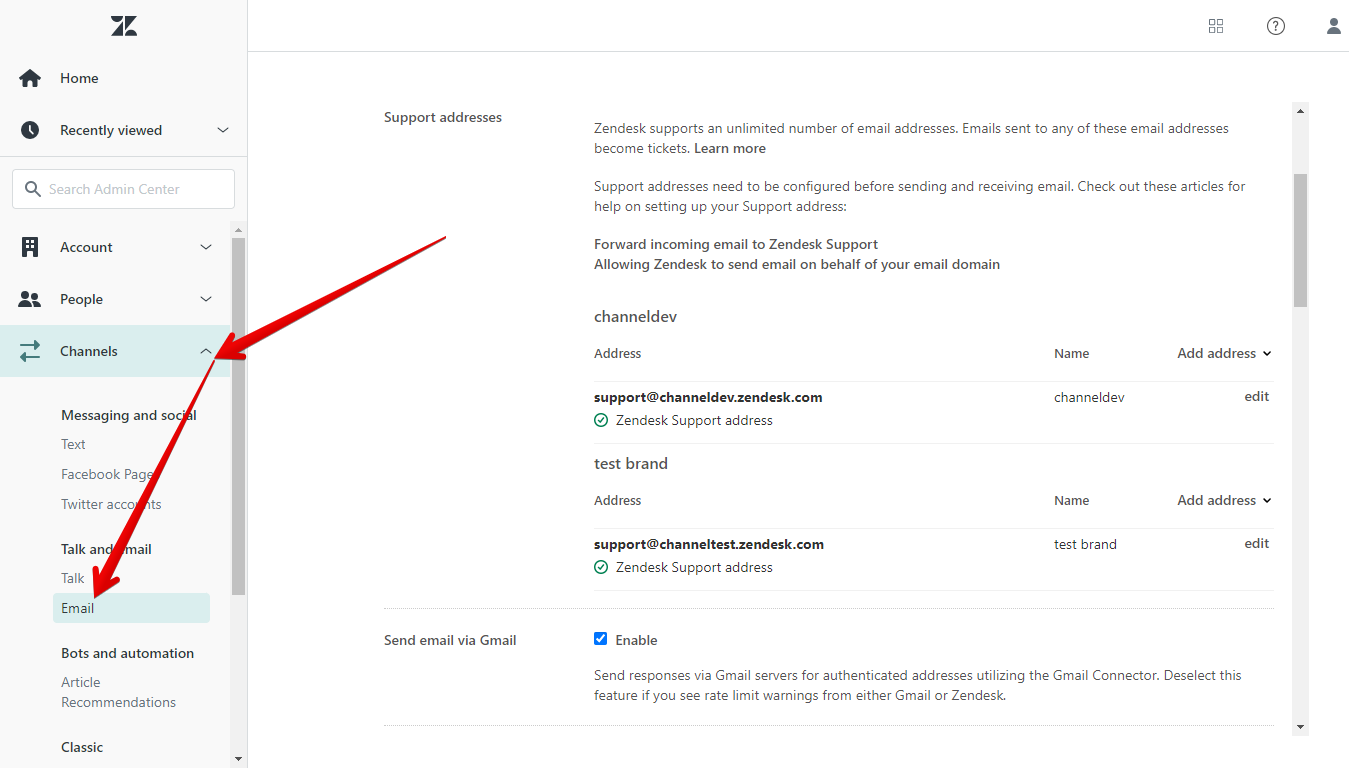 Home
Recently viewed
Search Admin Center
Account
People
Channels
Messaging and social
Text
Facebook Page
Twitter accounts
Talk and email
Talk
Email
Bots and automation
Article
Recommendations
Classic
Support addresses
Zendesk supports an unlimited number of email addresses. Emails sent to any of these email addresses
become tickets. Learn more
Support addresses need to be configured before sending and receiving email. Check out these articles for
help on setting up your Support address:
Forward incoming email to Zendesk Support
Allowing Zendesk to send email on behalf of your email domain
channeldev
Address Name Add address
support@channeldev.zendesk.com channeldev edit
Zendesk Support address
test brand
Address Name Add address
support@channeltest.zendesk.com test brand edit
Zendesk Support address
Send email via Gmail Enable
Send responses via Gmail servers for authenticated addresses utilizing the Gmail Connector. Deselect this
feature if you see rate limit warnings from either Gmail or Zendesk.